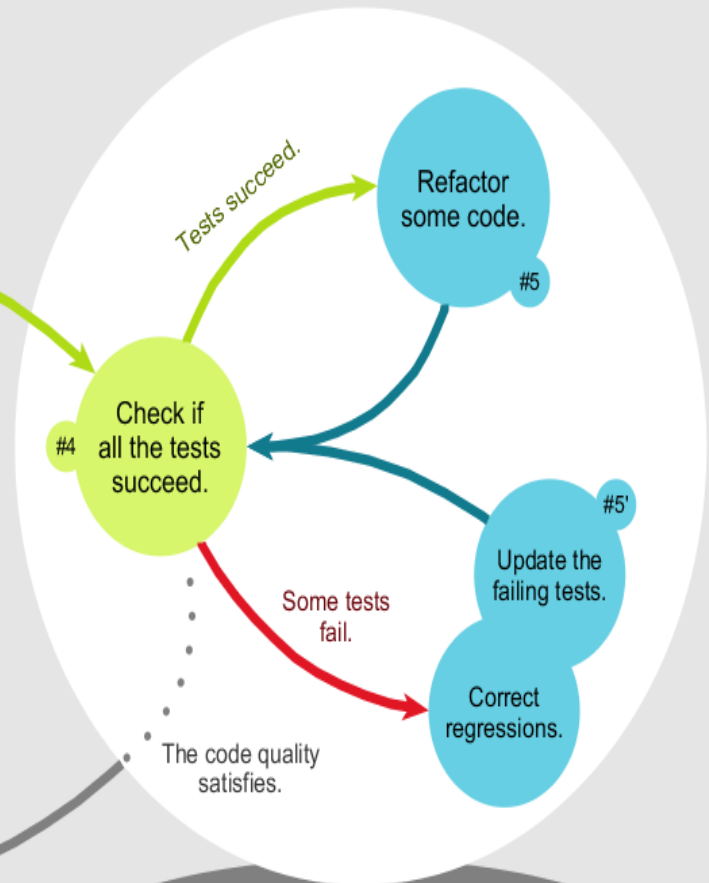 Tests succeed.
Refactor
some code.
#5
Check if
all the tests
succeed.
#4
#5'
Update the
failing tests.
Some tests
fail.
Correct
regressions.
The code quality
satisfies.